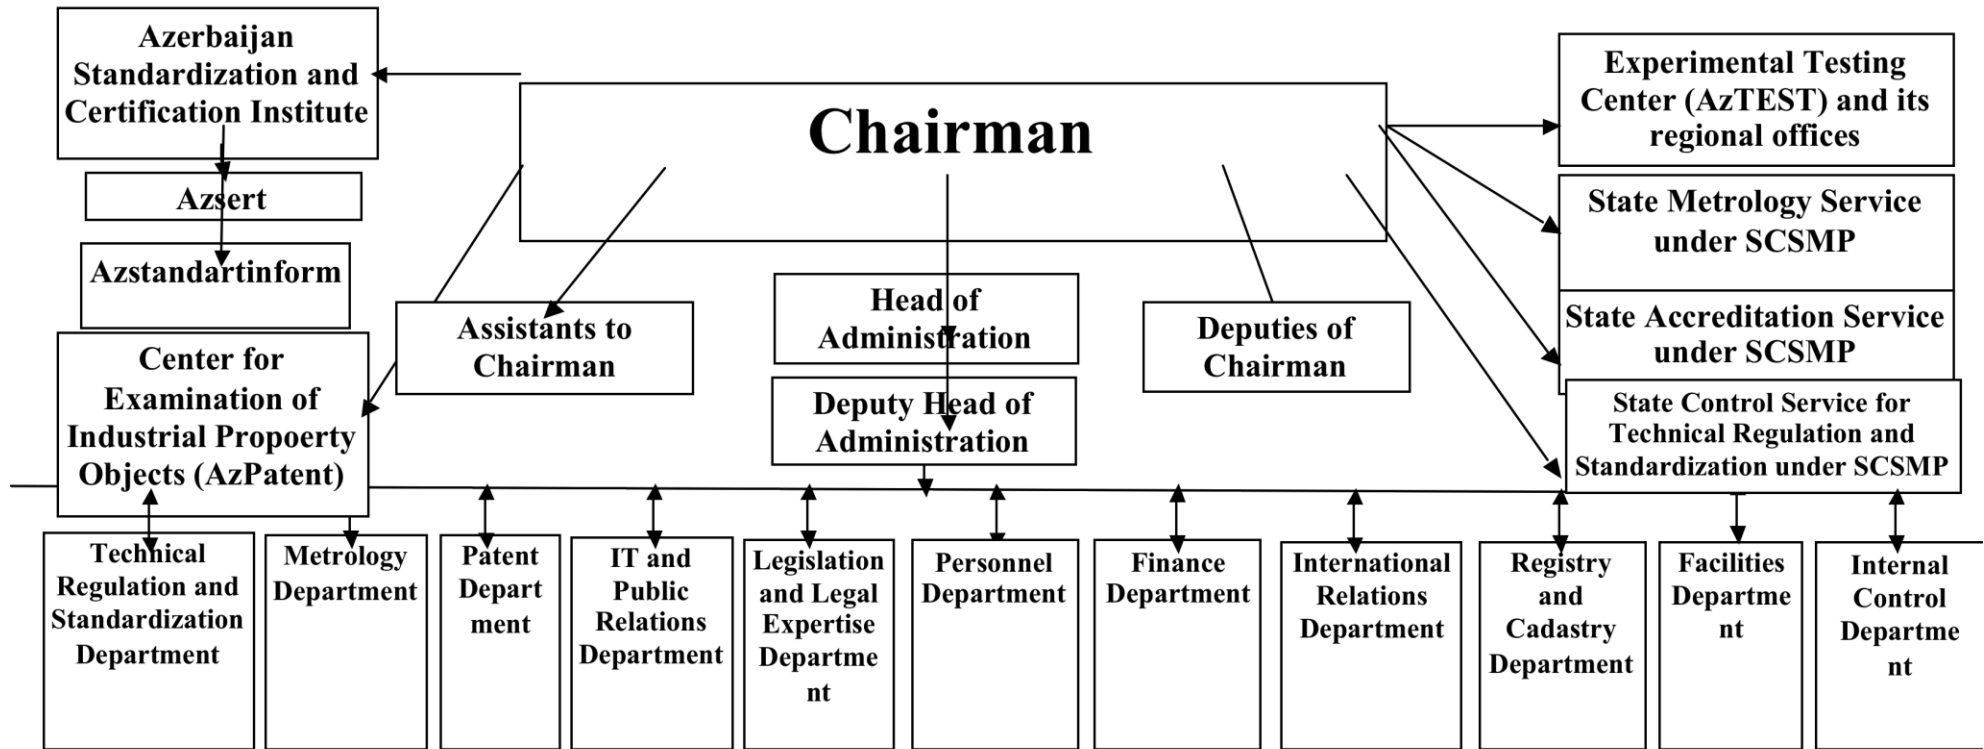 Azerbaijan
Standardization and
Certification Institute
Azsert
Azstandartinform
Center for
Examination of
Industrial Propoerty
Objects (AzPatent)
Chairman
Assistants to
Chairman
Head of
Administration
Deputy Head of
Administration
Deputies of
Chairman
Experimental Testing
Center (AzTEST) and its
regional offices
State Metrology Service
under SCSMP
State Accreditation Service
under SCSMP
State Control Service for
Technical Regulation and
Standardization under SCSMP
Technical
Regulation and
Standardization
Department
Metrology
Department
Patent
Depart
ment
IT and
Public
Relations
Department
Legislation
and Legal
Expertise
Departme
nt
Personnel
Department
Finance
Department
International
Relations
Department
Registry
and
Cadastry
Department
Facilities
Departme
nt
Internal
Control
Departme
nt